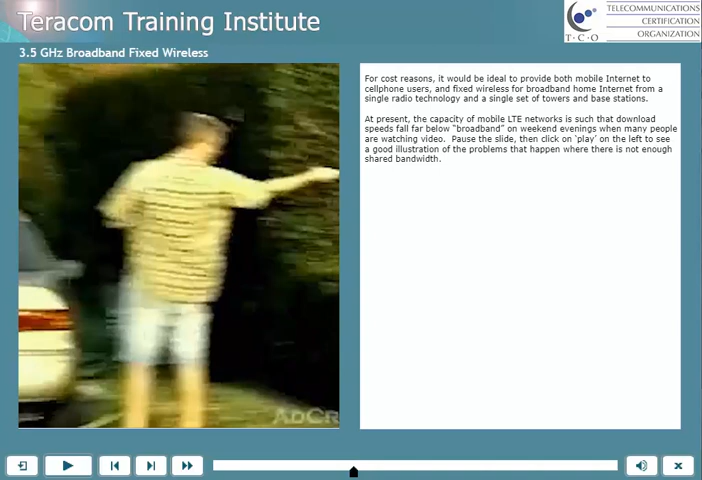 Teracom Training Institute
TELECOMMUNICATIONS
CERTIFICATION
ORGANIZATION
T·C·O
3.5 GHz Broadband Fixed Wireless
For cost reasons, it would be ideal to provide both mobile Internet to
cellphone users, and fixed wireless for broadband home Internet from a
single radio technology and a single set of towers and base stations.
At present, the capacity of mobile LTE networks is such that download
speeds fall far below "broadband" on weekend evenings when many people
are watching video. Pause the slide, then click on 'play' on the left to see
a good illustration of the problems that happen where there is not enough
shared bandwidth.